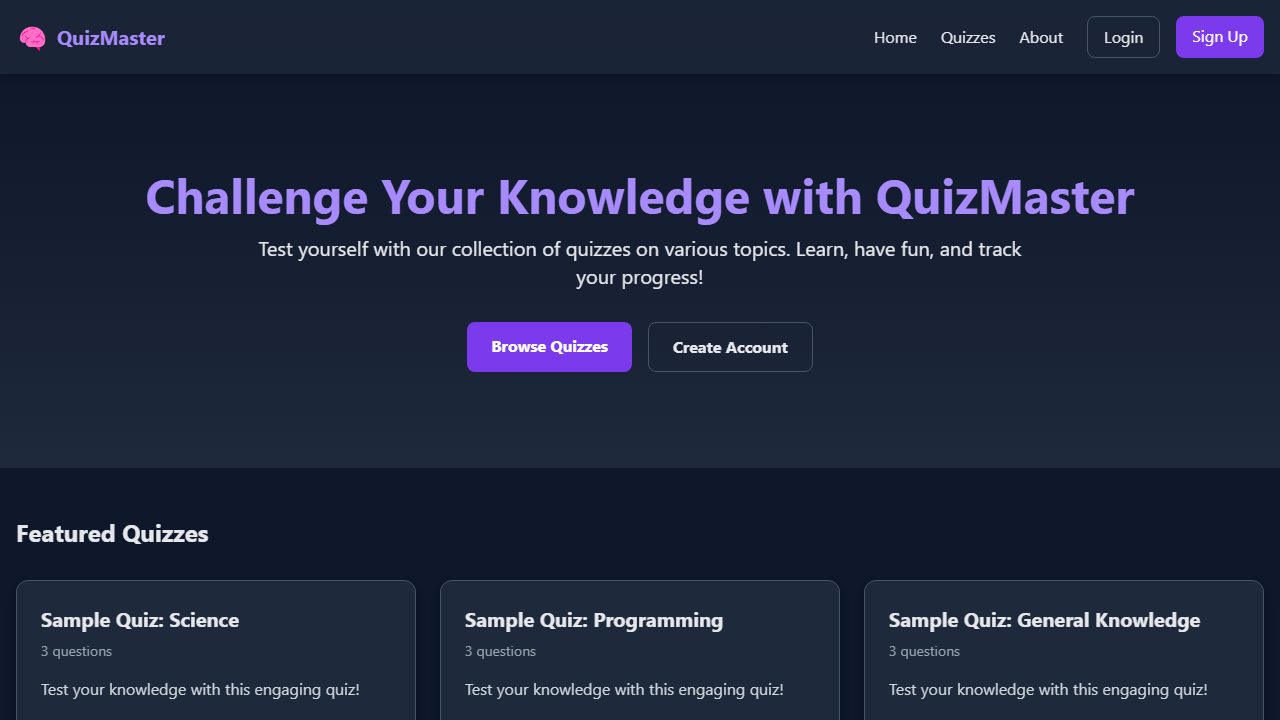 QuizMaster
Home
Quizzes
About
Login
Sign Up
Challenge Your Knowledge with QuizMaster
Test yourself with our collection of quizzes on various topics. Learn, have fun, and track
your progress!
Browse Quizzes
Create Account
Featured Quizzes
Sample Quiz: Science
3 questions
Test your knowledge with this engaging quiz!
Sample Quiz: Programming
3 questions
Test your knowledge with this engaging quiz!
Sample Quiz: General Knowledge
3 questions
Test your knowledge with this engaging quiz!